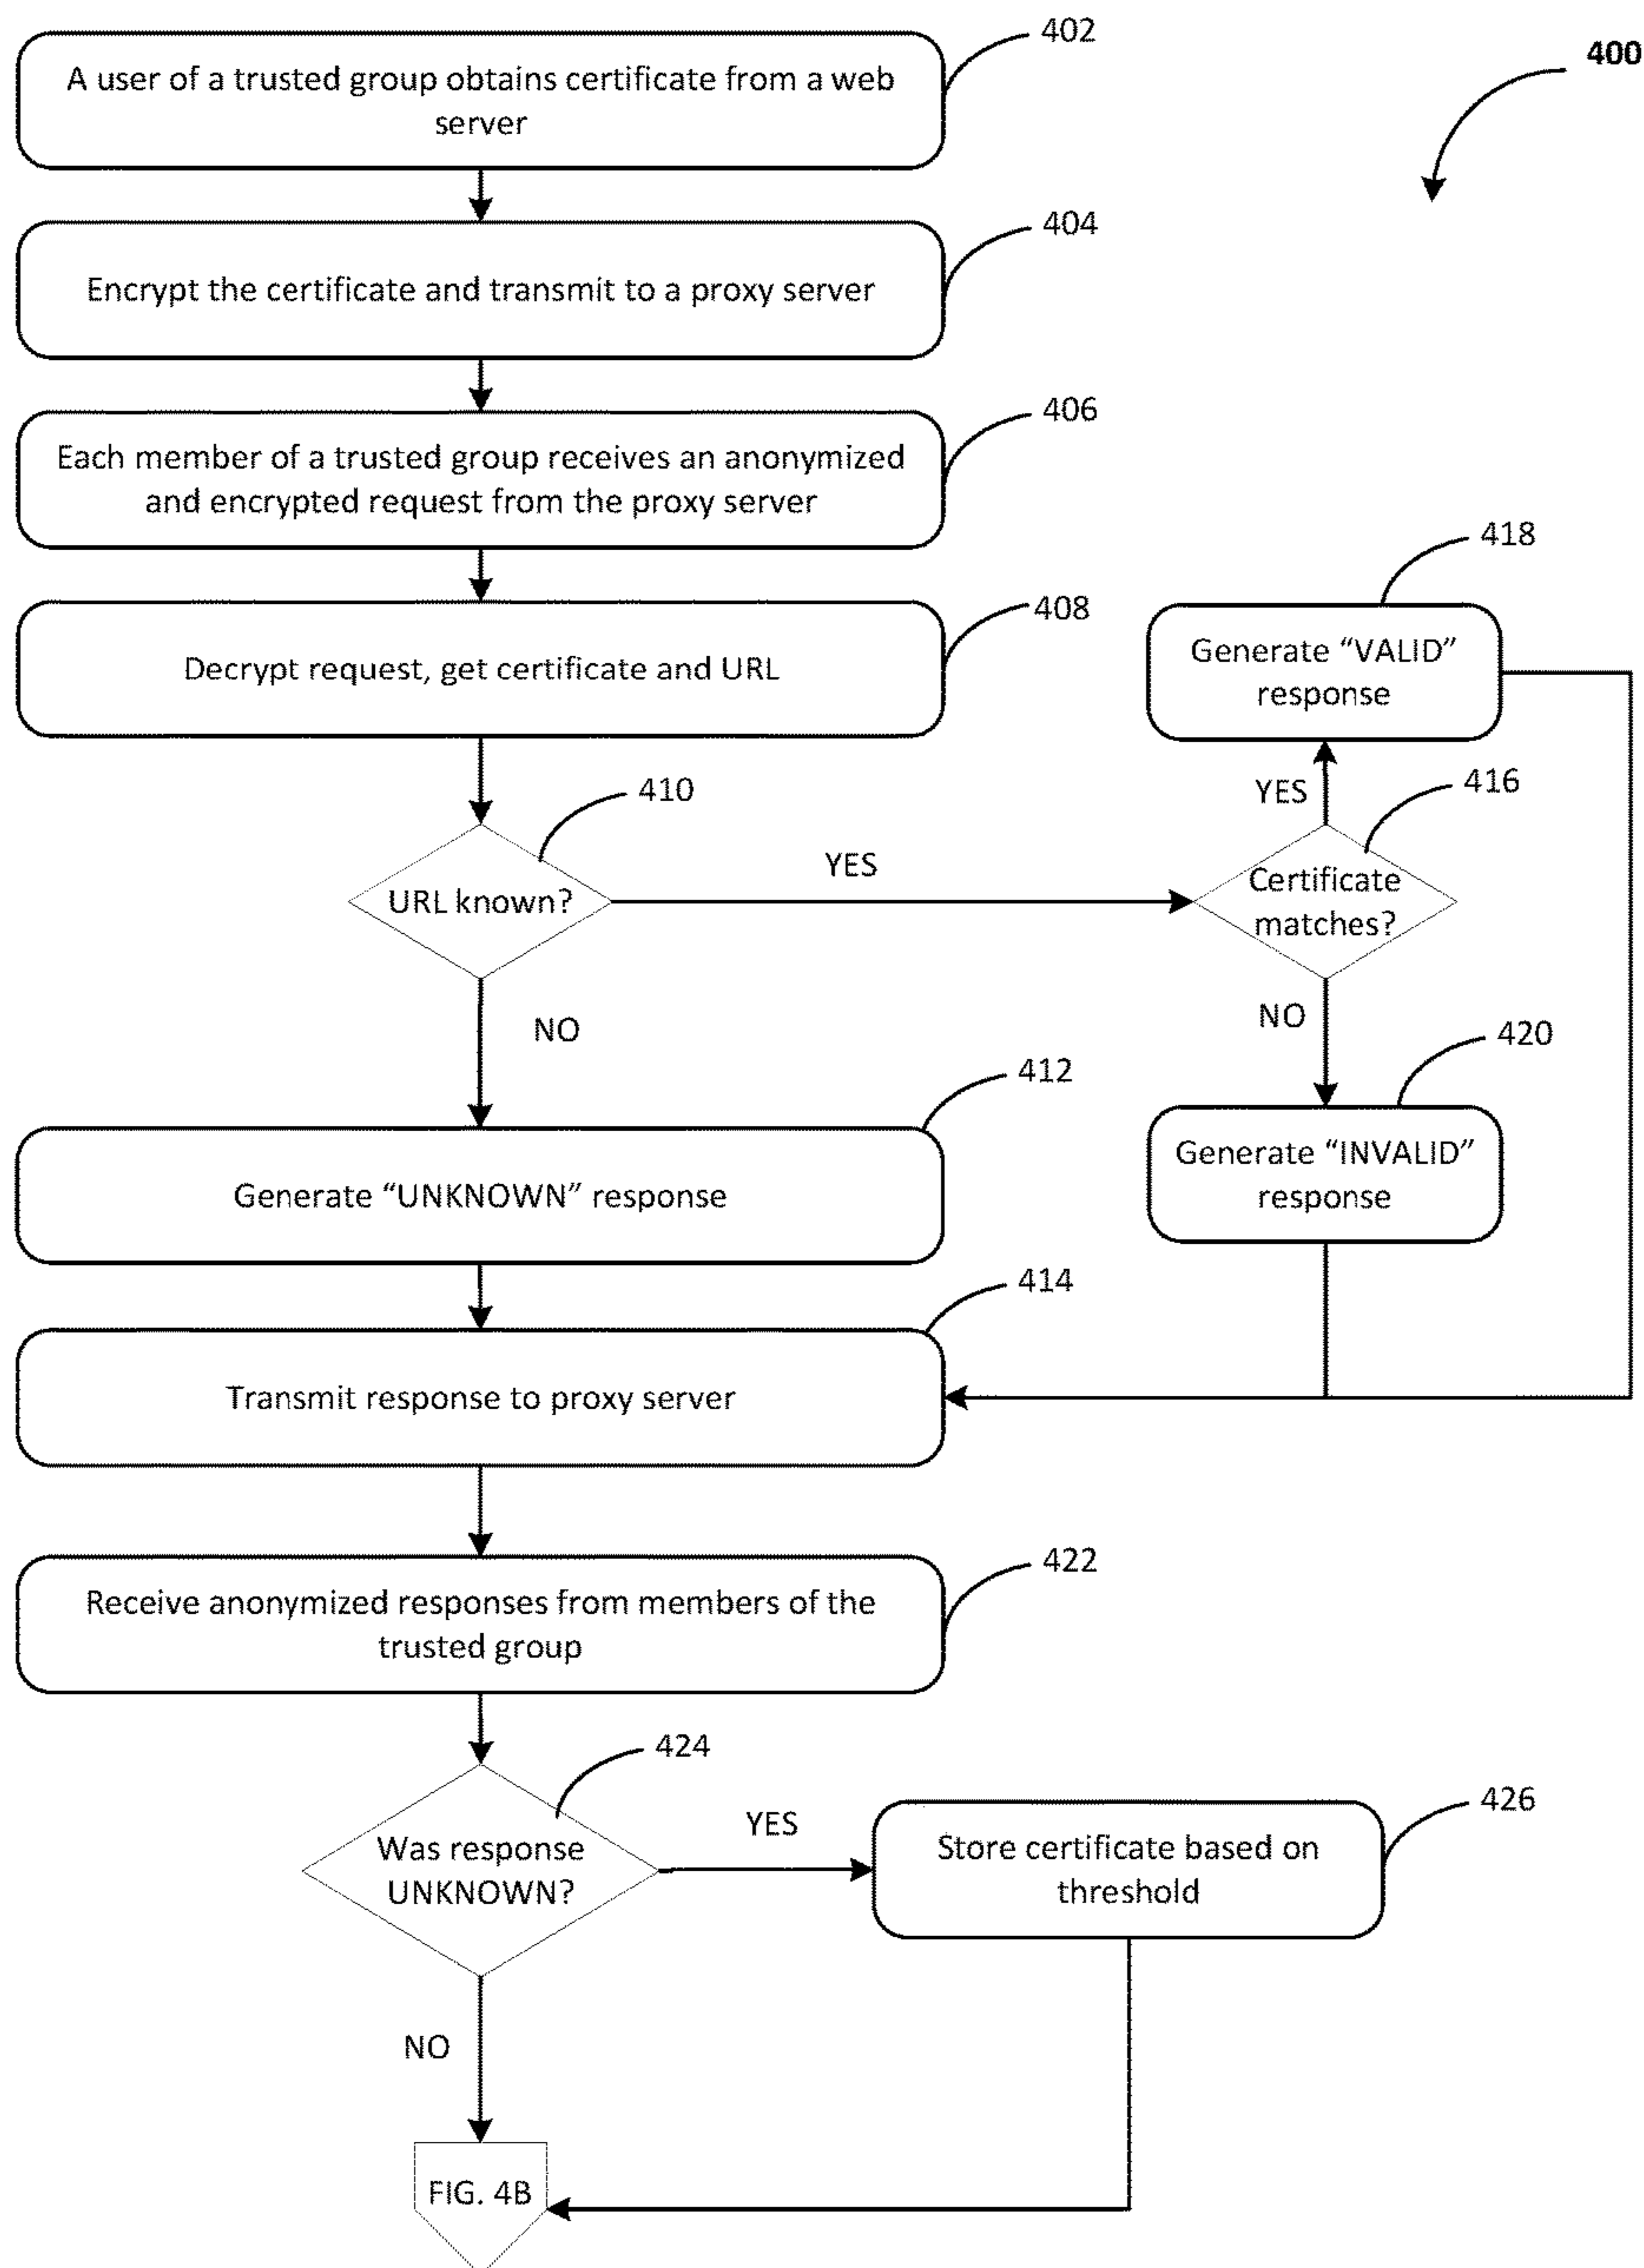 402
400
A user of a trusted group obtains certificate from a web
server
404
Encrypt the certificate and transmit to a proxy server
406
Each member of a trusted group receives an anonymized
and encrypted request from the proxy server
418
408
Decrypt request, get certificate and URL
Generate “VALID”
response
410
YES
416
URL known?
YES
Certificate
matches?
NO
NO
420
412
Generate “UNKNOWN” response
Generate “INVALID”
response
414
Transmit response to proxy server
422
Receive anonymized responses from members of the
trusted group
424
Was response
UNKNOWN?
YES
426
Store certificate based on
threshold
NO
FIG. 4B